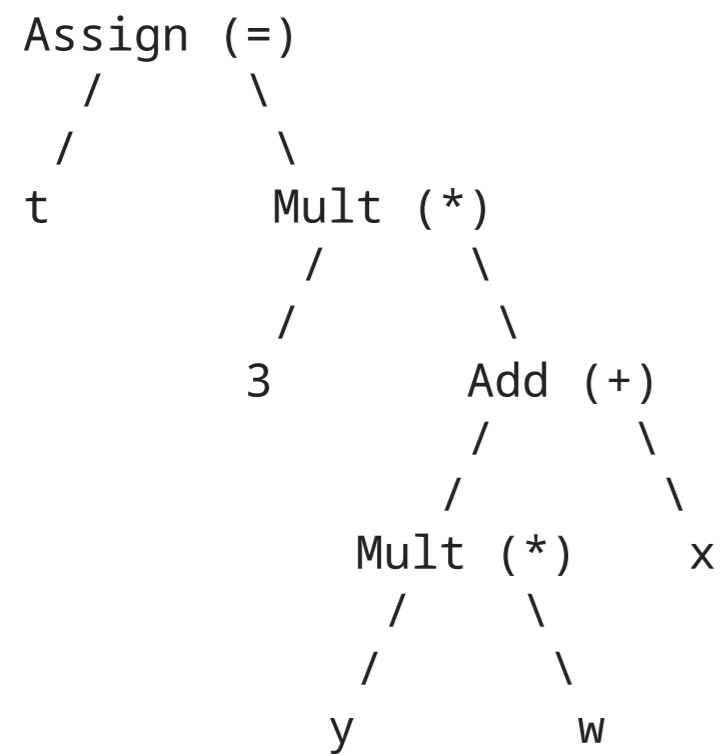 Assign (=)
/ \
/ \
t Mult (*)
/ \
/ \
3 Add (+)
/ \
/ \
Mult (*) x
/ \
/ \
y w